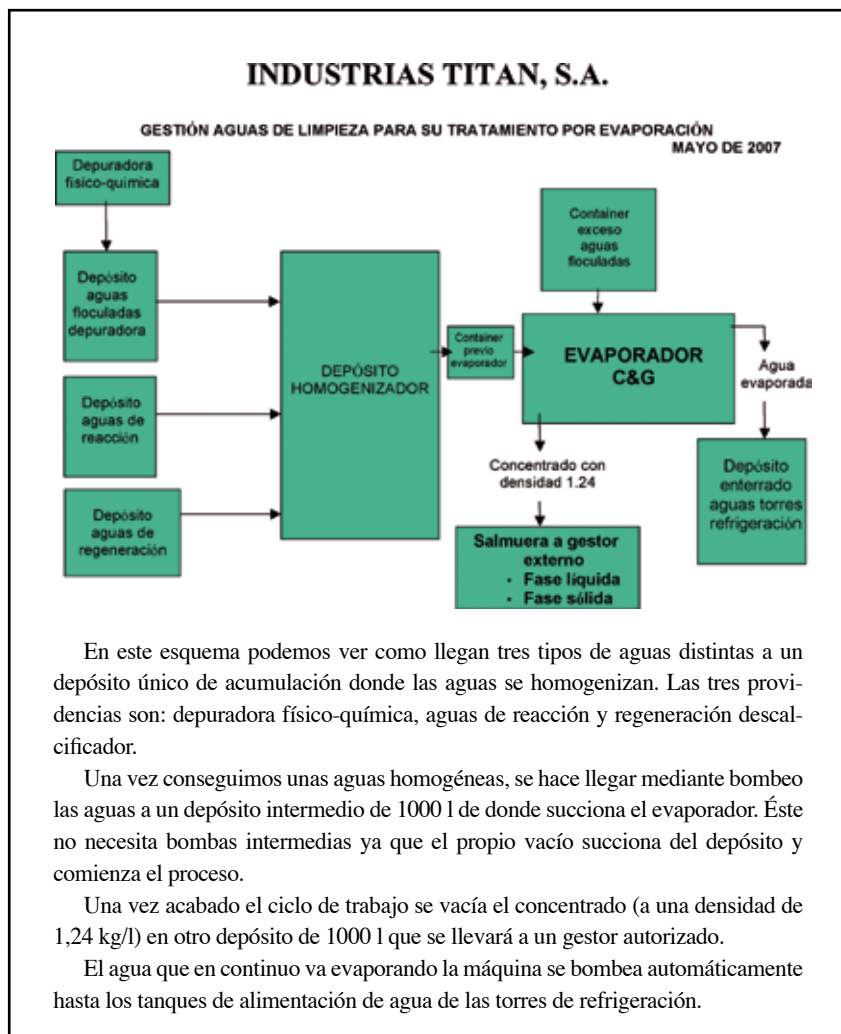 INDUSTRIAS TITAN, S.A.
GESTIÓN AGUAS DE LIMPIEZA PARA SU TRATAMIENTO POR EVAPORACIÓN
MAYO DE 2007
Depuradora
físico-química
Depósito
aguas
floculadas
depuradora
Depósito
aguas de
reacción
Depósito
aguas de
regeneración
DEPÓSITO
HOMOGENIZADOR
Container
previo
evaporador
Container
exceso
aguas
floculadas
EVAPORADOR
C&G
Agua
evaporada
Concentrado con
densidad 1.24
Depósito
enterrado
aguas torres
refrigeración
Salmuera a gestor
externo
· Fase líquida
· Fase sólida
En este esquema podemos ver como llegan tres tipos de aguas distintas a un
depósito único de acumulación donde las aguas se homogenizan. Las tres provi-
dencias son: depuradora físico-química, aguas de reacción y regeneración descal-
cificador.
Una vez conseguimos unas aguas homogéneas, se hace llegar mediante bombeo
las aguas a un depósito intermedio de 1000 l de donde succiona el evaporador. Éste
no necesita bombas intermedias ya que el propio vacío succiona del depósito y
comienza el proceso.
Una vez acabado el ciclo de trabajo se vacía el concentrado (a una densidad de
1,24 kg/l) en otro depósito de 1000 l que se llevará a un gestor autorizado.
El agua que en continuo va evaporando la máquina se bombea automáticamente
hasta los tanques de alimentación de agua de las torres de refrigeración.